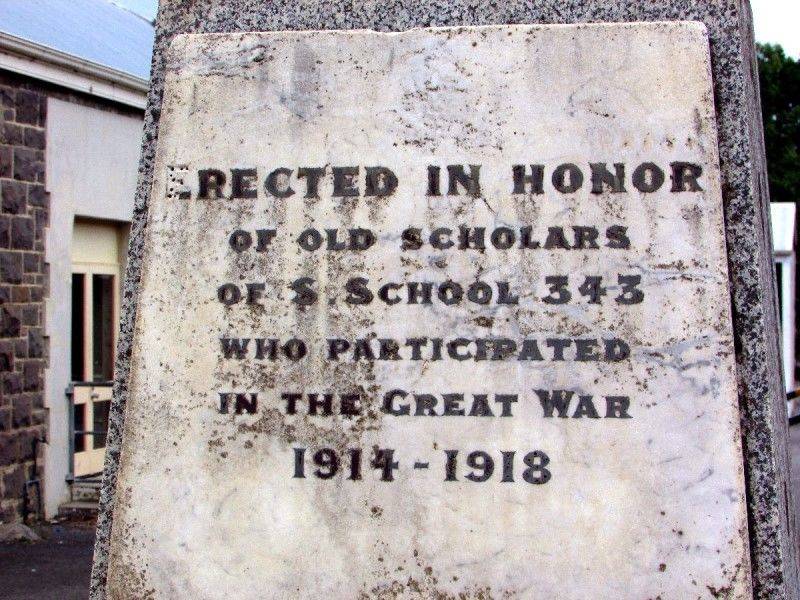 ERECTED IN HONOR
OF OLD SCHOLARS
OF S. SCHOOL 343
WHO PARTICIPATED
IN THE GREAT WAR
1914-1918